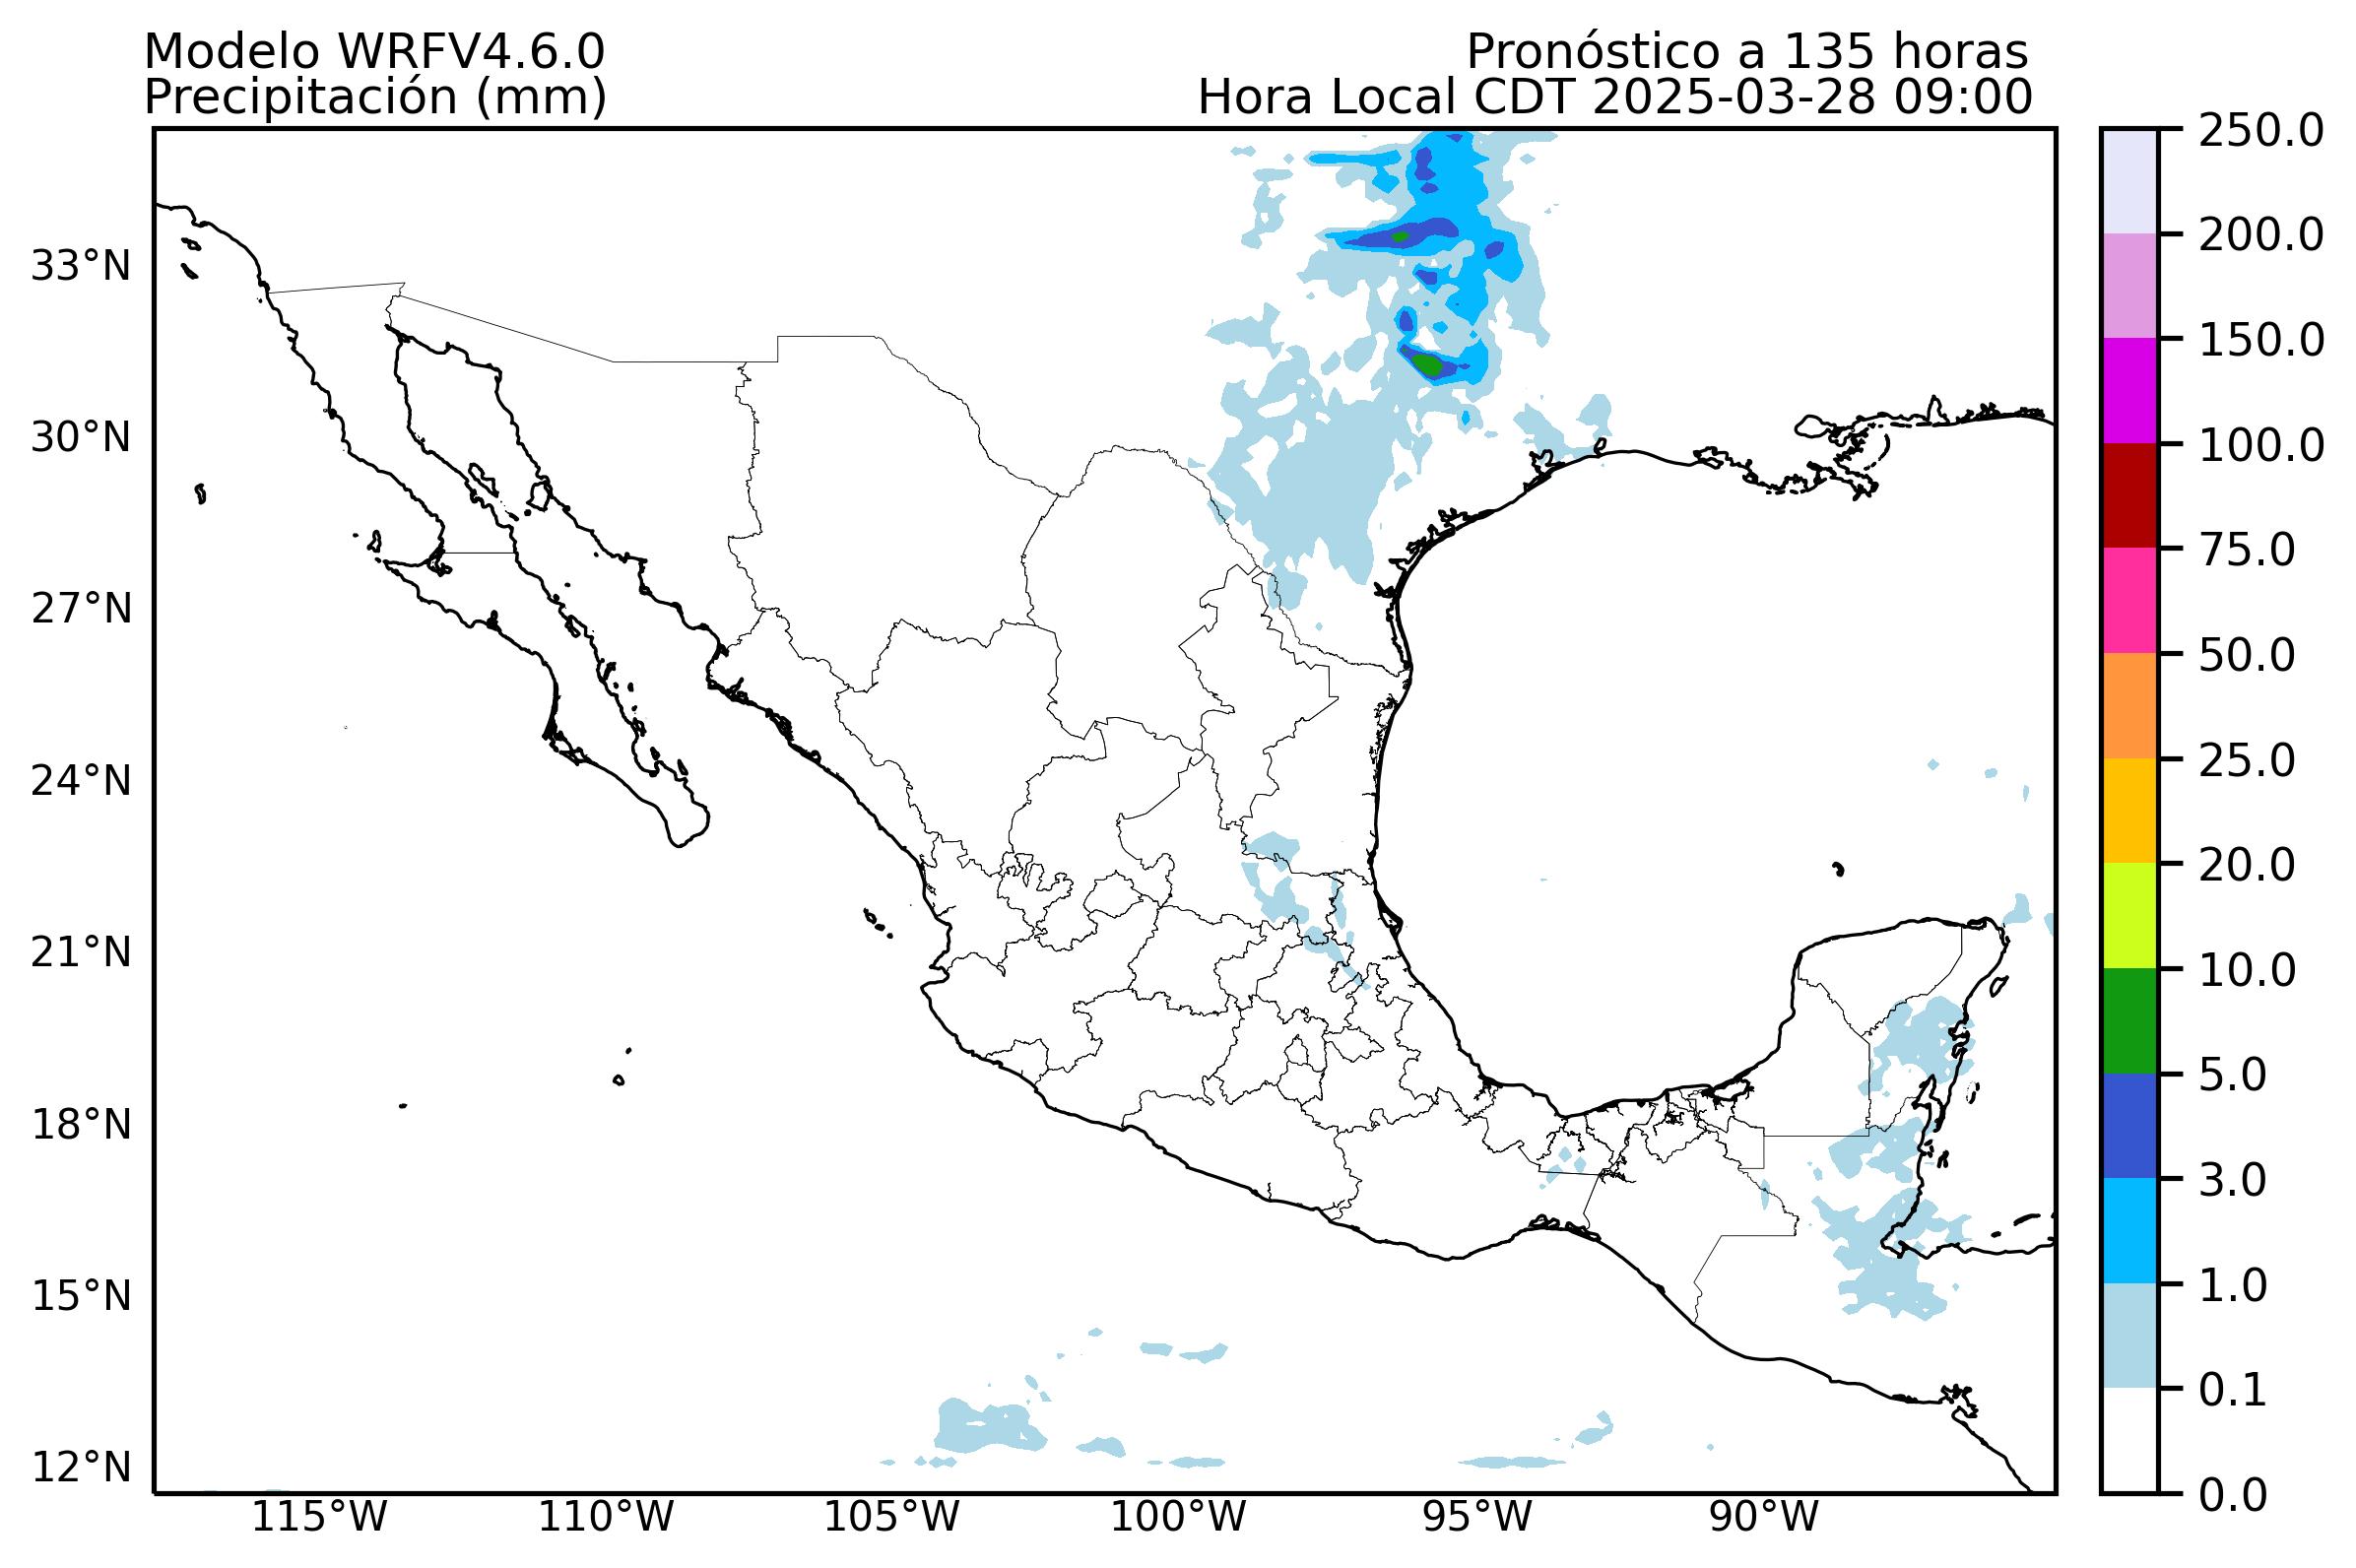 Modelo WRFV4.6.0
Pronóstico a 135 horas
Precipitación (mm)
Hora Local CDT 2025-03-28 09:00
33°N
30°N
27°N
24°N
21°N
18°N
15°N
12°N
115°W
110°W
105°W
100°W
95°W
90°W
250.0
200.0
150.0
100.0
75.0
50.0
25.0
20.0
10.0
5.0
3.0
1.0
0.1
0.0